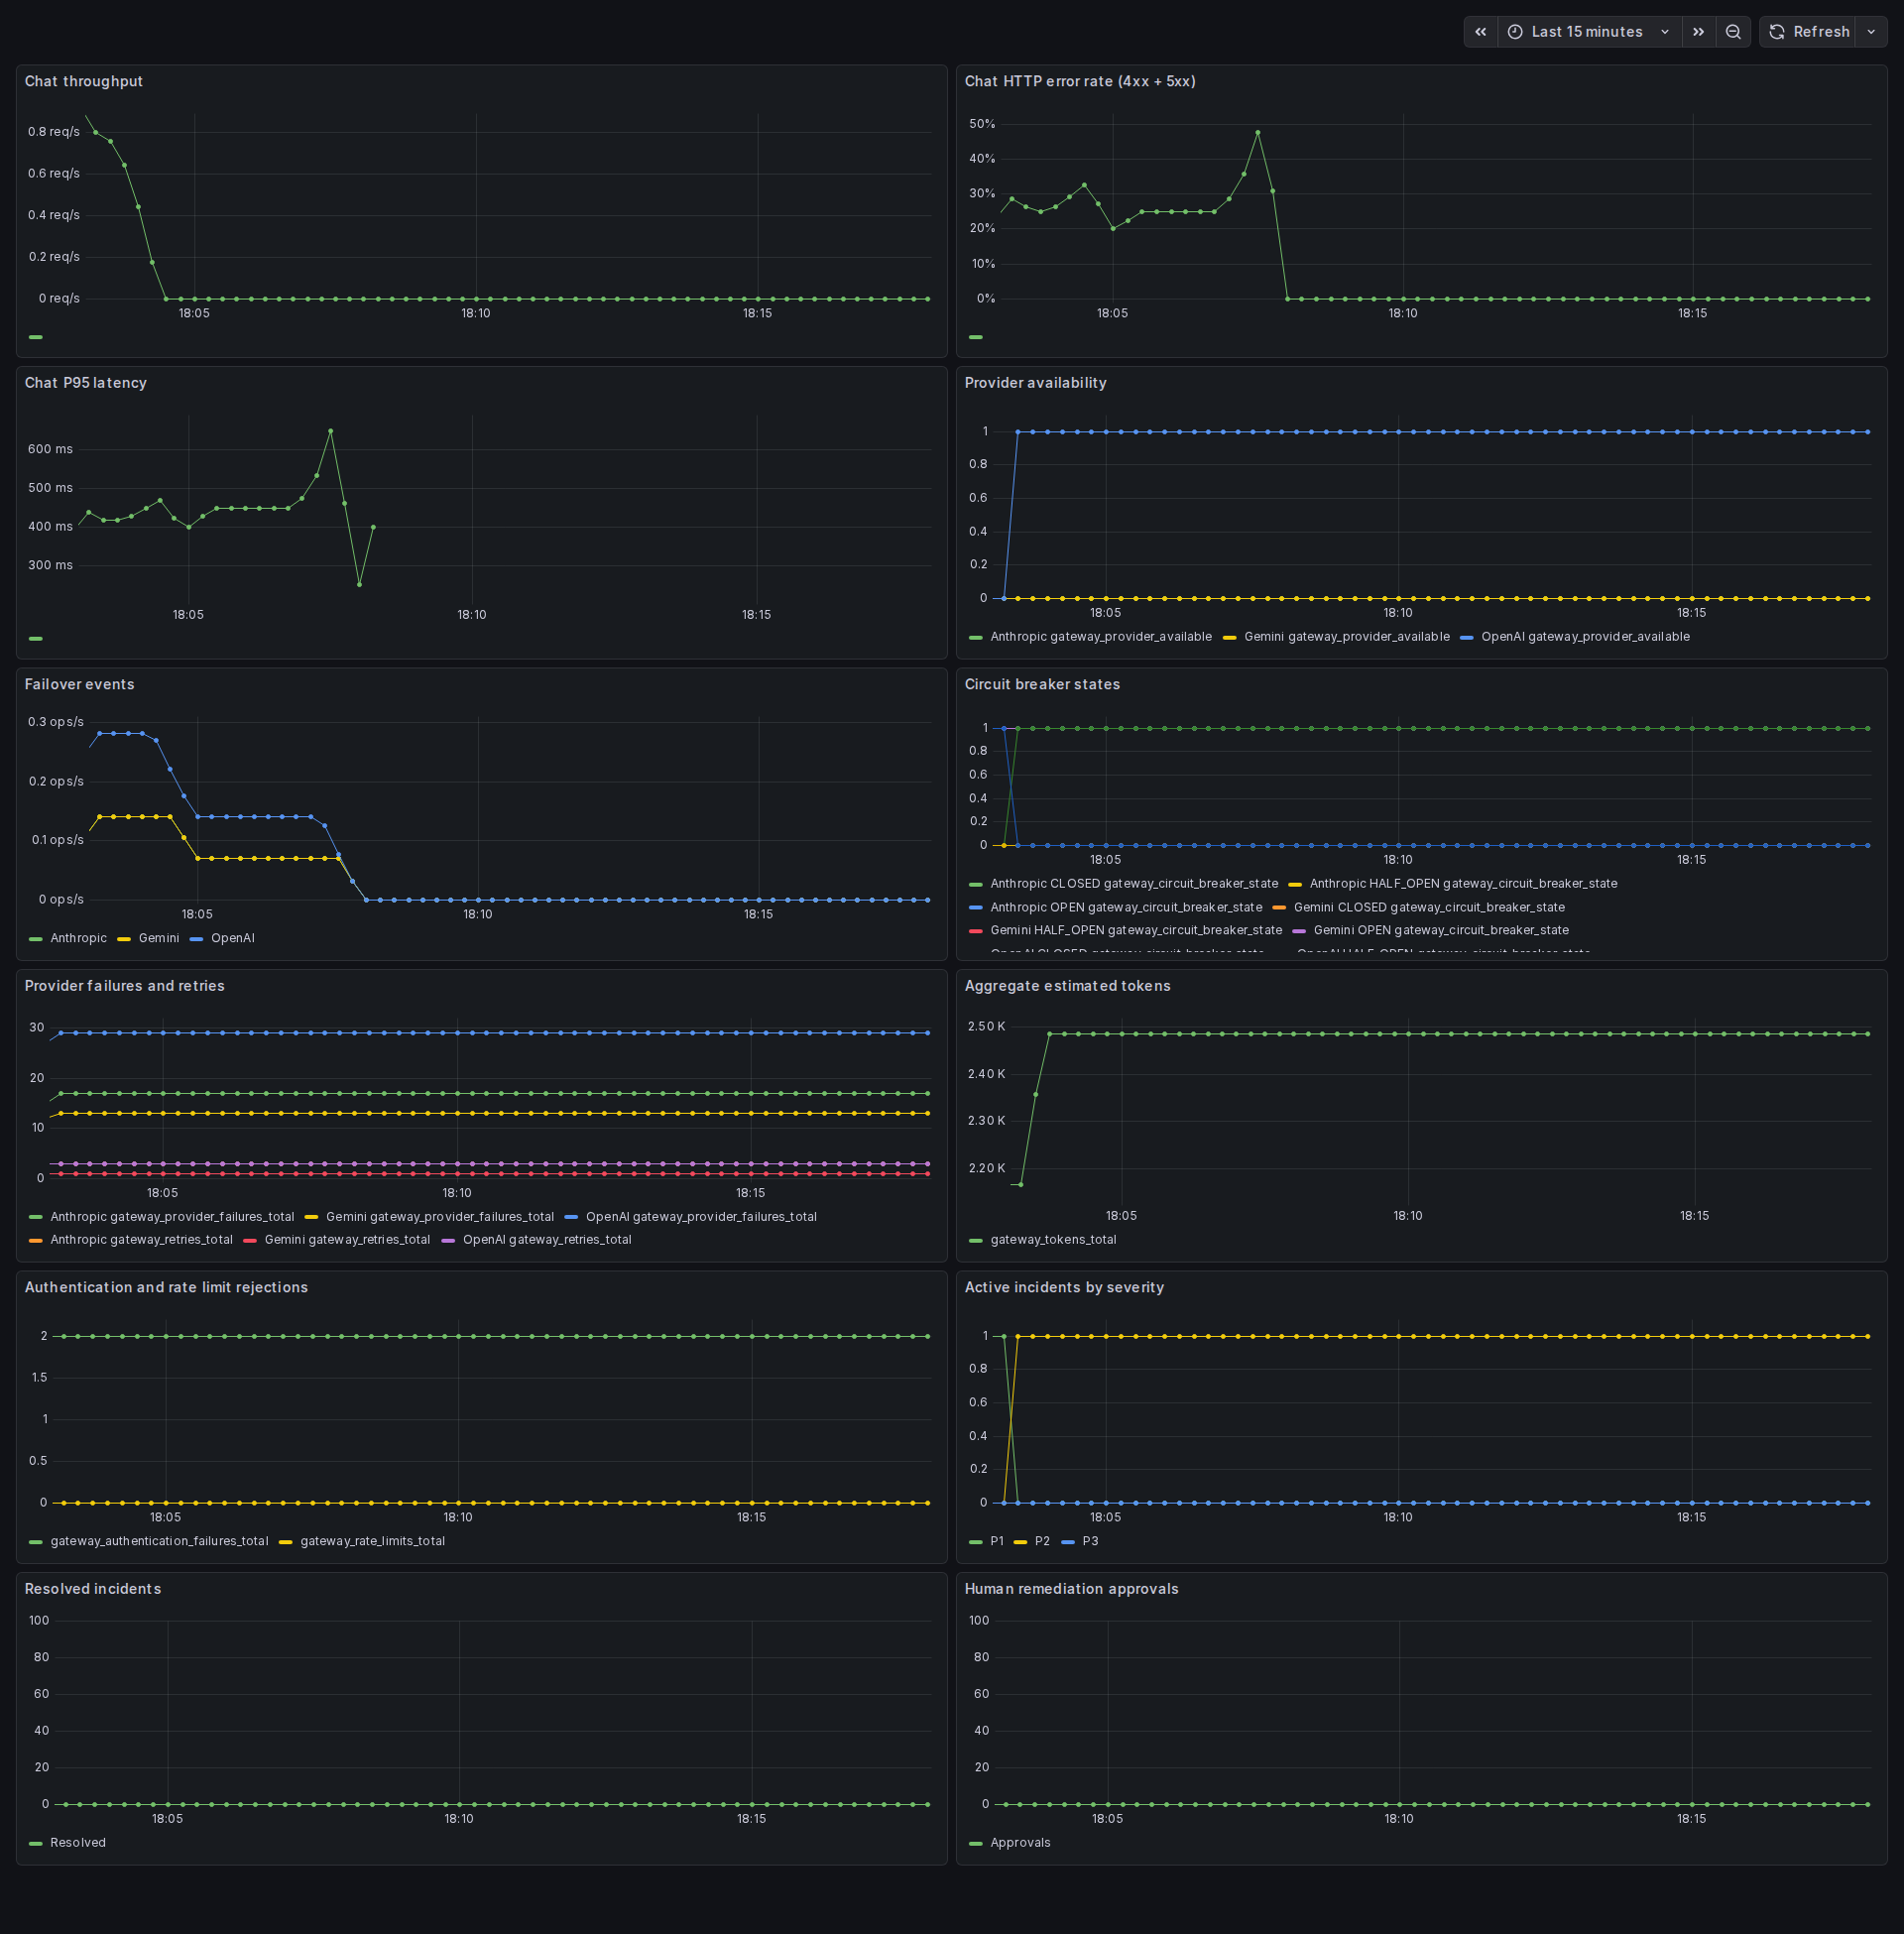 Last 15 minutes Refresh
Chat throughput
0.8 req/s
0.6 req/s
0.4 req/s
0.2 req/s
0 req/s
18:05 18:10 18:15
Chat HTTP error rate (4xx + 5xx)
50%
40%
30%
20%
10%
0%
18:05 18:10 18:15
Chat P95 latency
600 ms
500 ms
400 ms
300 ms
18:05 18:10 18:15
Provider availability
1
0.8
0.6
0.4
0.2
0
18:05 18:10 18:15
Anthropic gateway_provider_available Gemini gateway_provider_available OpenAI gateway_provider_available
Failover events
0.3 ops/s
0.2 ops/s
0.1 ops/s
0 ops/s
18:05 18:10 18:15
Anthropic Gemini OpenAI
Circuit breaker states
1
0.8
0.6
0.4
0.2
0
18:05 18:10 18:15
Anthropic CLOSED gateway_circuit_breaker_state Anthropic HALF_OPEN gateway_circuit_breaker_state
Anthropic OPEN gateway_circuit_breaker_state Gemini CLOSED gateway_circuit_breaker_state
Gemini HALF_OPEN gateway_circuit_breaker_state Gemini OPEN gateway_circuit_breaker_state
OpenAI CLOSED gateway_circuit_breaker_state OpenAI HALF_OPEN gateway_circuit_breaker_state
Provider failures and retries
30
20
10
0
18:05 18:10 18:15
Anthropic gateway_provider_failures_total Gemini gateway_provider_failures_total OpenAI gateway_provider_failures_total
Anthropic gateway_retries_total Gemini gateway_retries_total OpenAI gateway_retries_total
Aggregate estimated tokens
2.50 K
2.40 K
2.30 K
2.20 K
18:05 18:10 18:15
gateway_tokens_total
Authentication and rate limit rejections
2
1.5
1
0.5
0
18:05 18:10 18:15
gateway_authentication_failures_total gateway_rate_limits_total
Active incidents by severity
1
0.8
0.6
0.4
0.2
0
18:05 18:10 18:15
P1 P2 P3
Resolved incidents
100
80
60
40
20
0
18:05 18:10 18:15
Resolved
Human remediation approvals
100
80
60
40
20
0
18:05 18:10 18:15
Approvals